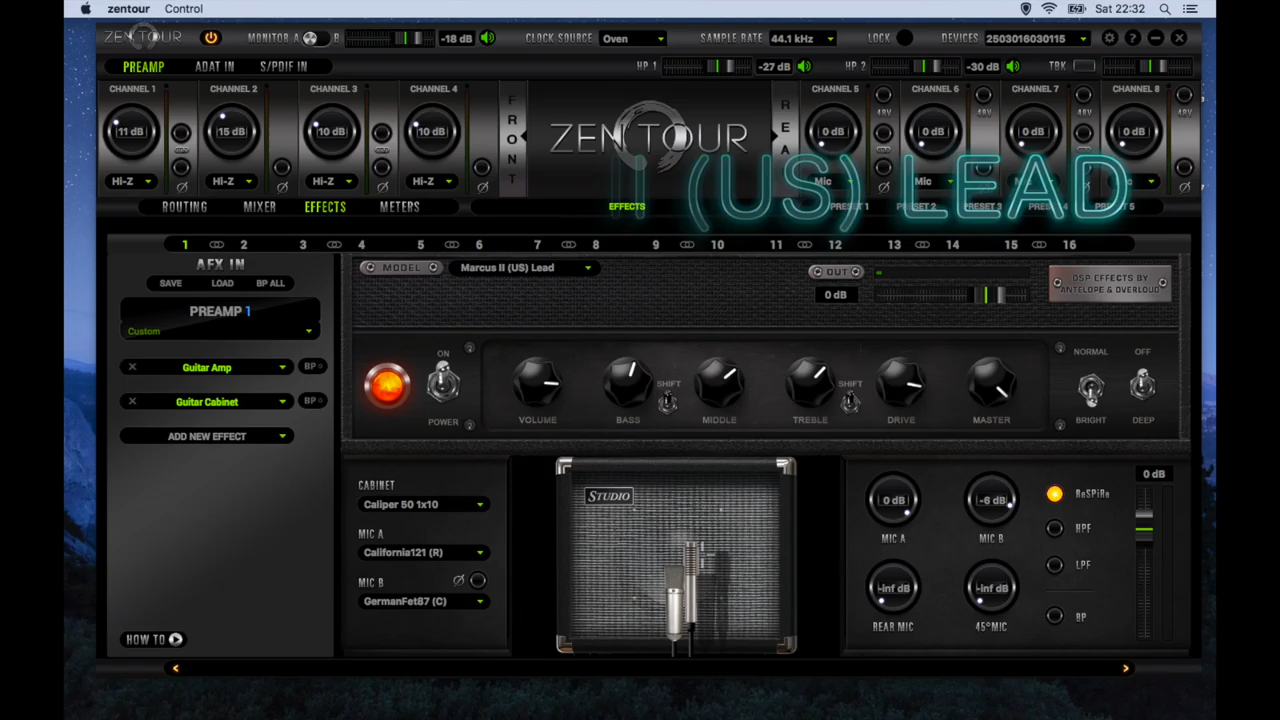 zentour Control Sat 22:32
ZEN TOUR MONITOR A B -18 dB CLOCK SOURCE Oven SAMPLE RATE 44.1 kHz LOCK DEVICES 2503016030115 ?
PREAMP ADAT IN S/PDIF IN HP 1 -27 dB HP 2 -30 dB TBK
CHANNEL 1 CHANNEL 2 CHANNEL 3 CHANNEL 4 CHANNEL 5 CHANNEL 6 CHANNEL 7 CHANNEL 8
48V 48V 48V 48V
11 dB 15 dB 10 dB 10 dB FRONT ZEN TOUR REA 0 dB 0 dB 0 dB 0 dB
Hi-Z Hi-Z Hi-Z Hi-Z Mic Mic
I (US) LEAD
ROUTING MIXER EFFECTS METERS EFFECTS PRESET 1 PRESET 2 PRESET 3 PRESET 4 PRESET 5
1 2 3 4 5 6 7 8 9 10 11 12 13 14 15 16
AFX IN
SAVE LOAD BP ALL
PREAMP 1
Custom
Guitar Amp BP
Guitar Cabinet BP
ADD NEW EFFECT
HOW TO
MODEL Marcus II (US) Lead OUT
0 dB
DSP EFFECTS BY
ANTELOPE & OVERLOUD
ON NORMAL OFF
SHIFT SHIFT
POWER VOLUME BASS MIDDLE TREBLE DRIVE MASTER BRIGHT DEEP
CABINET
Caliper 50 1x10
MIC A
California121 (R)
MIC B
GermanFet87 (C)
STUDIO
0 dB
0 dB -6 dB ReSPiRe
MIC A MIC B HPF
LPF
-inf dB -inf dB
REAR MIC 45°MIC BP